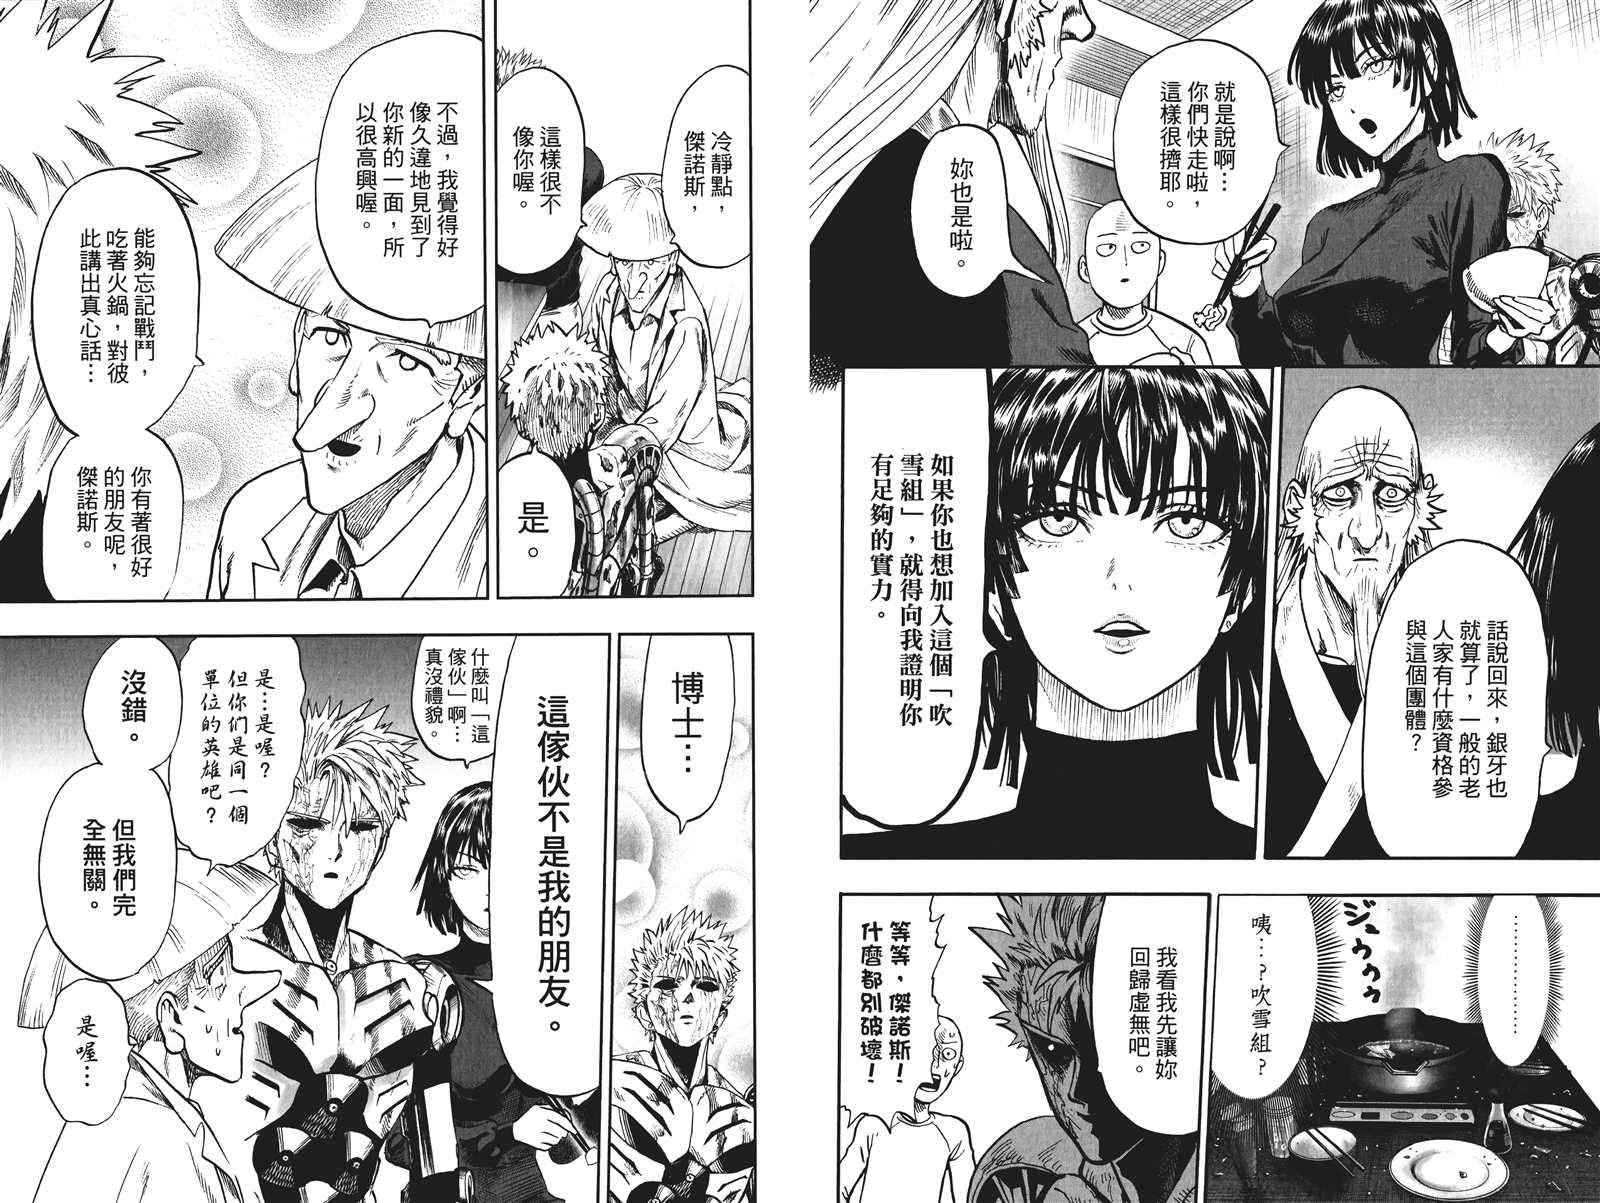 就是說啊…
你們快走啦，
這樣很擠耶。
妳也是啦。
話說回來，銀牙也
就算了，一般的老
人家有什麼資格參
與這個團體？
如果你也想加入這個「吹
雪組」，就得向我證明你
有足夠的實力。
…………
咦…？吹雪組？
ジュウウウ
我看我先讓妳
回歸虛無吧。
等等，傑諾斯！
什麼都別破壞！
冷靜點，
傑諾斯，
這樣很不
像你喔。
是。
不過，我覺得好
像久違地見到了
你新的一面，所
以很高興喔。
能夠忘記戰鬥，
吃著火鍋，對彼
此講出真心話…
你有著很好
的朋友呢，
傑諾斯。
博士…
這傢伙不是我的朋友。
什麼叫「這
傢伙」啊…
真沒禮貌。
是…是喔？
但你们是同一個
單位的英雄吧？
沒錯。
但我們完
全無關。
是喔…